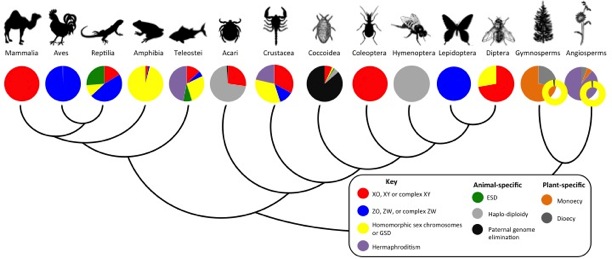 Mammalia Aves Reptilia Amphibia Teleostei Acari Crustacea Coccoidea Coleoptera Hymenoptera Lepidoptera Diptera Gymnosperms Angiosperms
Key
XO, XY or complex XY
ZO, ZW, or complex ZW
Homomorphic sex chromosomes
or GSD
Hermaphroditism
Animal-specific
ESD
Haplo-diploidy
Paternal genome
elimination
Plant-specific
Monoecy
Dioecy